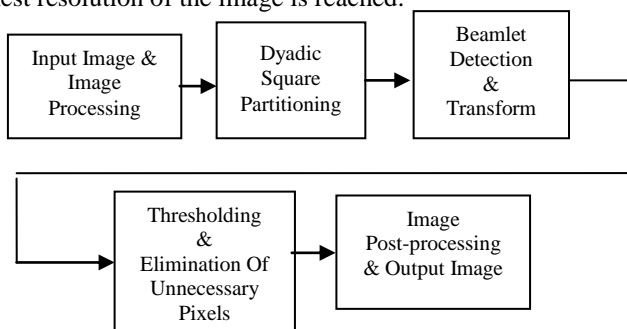 est resolution of the image is reached.
Input Image &
Image
Processing
Dyadic
Square
Partitioning
Beamlet
Detection
&
Transform
Thresholding
&
Elimination Of
Unnecessary
Pixels
Image
Post-processing
& Output Image